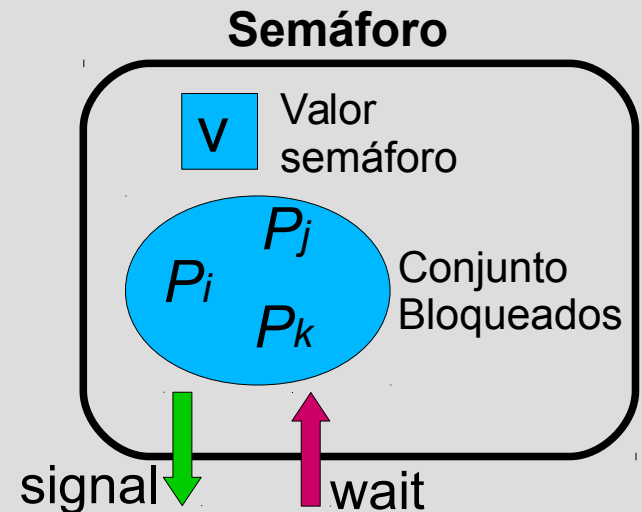 Semáforo
v
Valor
semáforo
Pj
Pi
Pk
Conjunto
Bloqueados
signal
wait